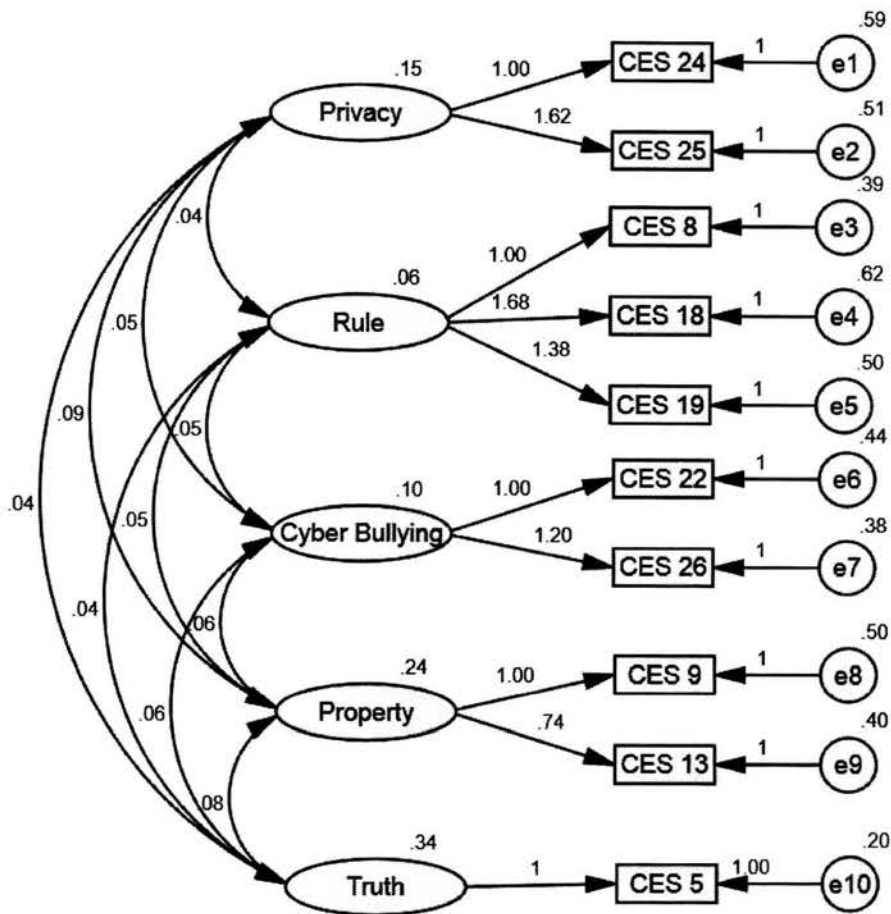 .59
.15 1.00 CES 24 1 e1
Privacy
.51
1.62 CES 25 1 e2
.39
.04 CES 8 1 e3
.06 1.00
.62
.05 Rule 1.68 CES 18 1 e4
1.38
.50
.09 CES 19 1 e5
.05
.44
.04 .10 1.00 CES 22 1 e6
.05 Cyber Bullying
.38
1.20 CES 26 1 e7
.04
.06
.50
.24 1.00 CES 9 1 e8
.06 Property
.40
.74 CES 13 1 e9
.08
.34
.20
Truth 1 CES 5 1.00 e10